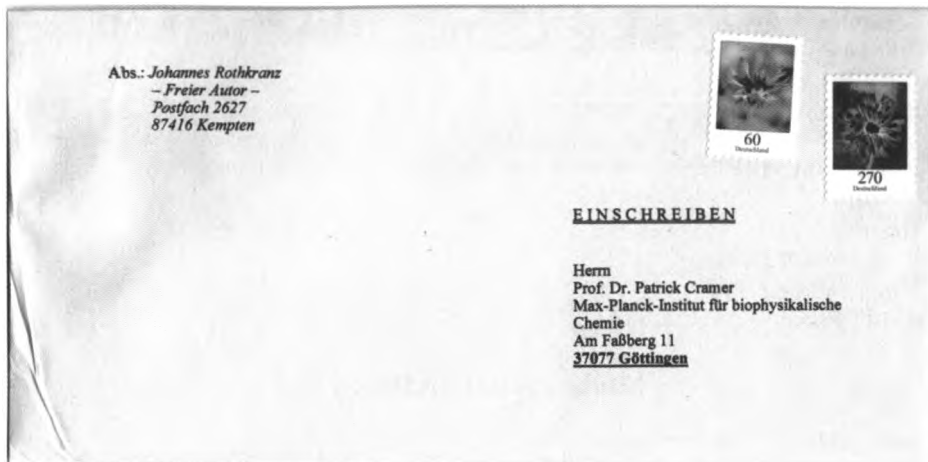 Abs.: Johannes Rothkranz
– Freier Autor –
Postfach 2627
87416 Kempten
60
Deutschland
270
Deutschland
EINSCHREIBEN
Herrn
Prof. Dr. Patrick Cramer
Max-Planck-Institut für biophysikalische
Chemie
Am Faßberg 11
37077 Göttingen